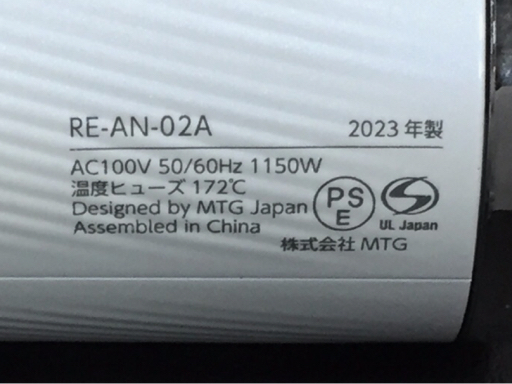 RE-AN-02A 2023年製
AC100V 50/60Hz 1150W
温度ヒューズ 172℃
Designed by MTG Japan
Assembled in China
PSE
S
UL Japan
株式会社 MTG